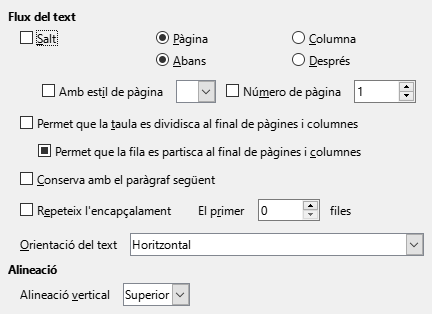 Flux del text
Salt Pàgina Columna
Abans Després
Amb estil de pàgina Número de pàgina 1
Permet que la taula es dividisca al final de pàgines i columnes
Permet que la fila es partisca al final de pàgines i columnes
Conserva amb el paràgraf següent
Repeteix l'encapçalament El primer 0 files
Orientació del text Horitzontal
Alineació
Alineació vertical Superior